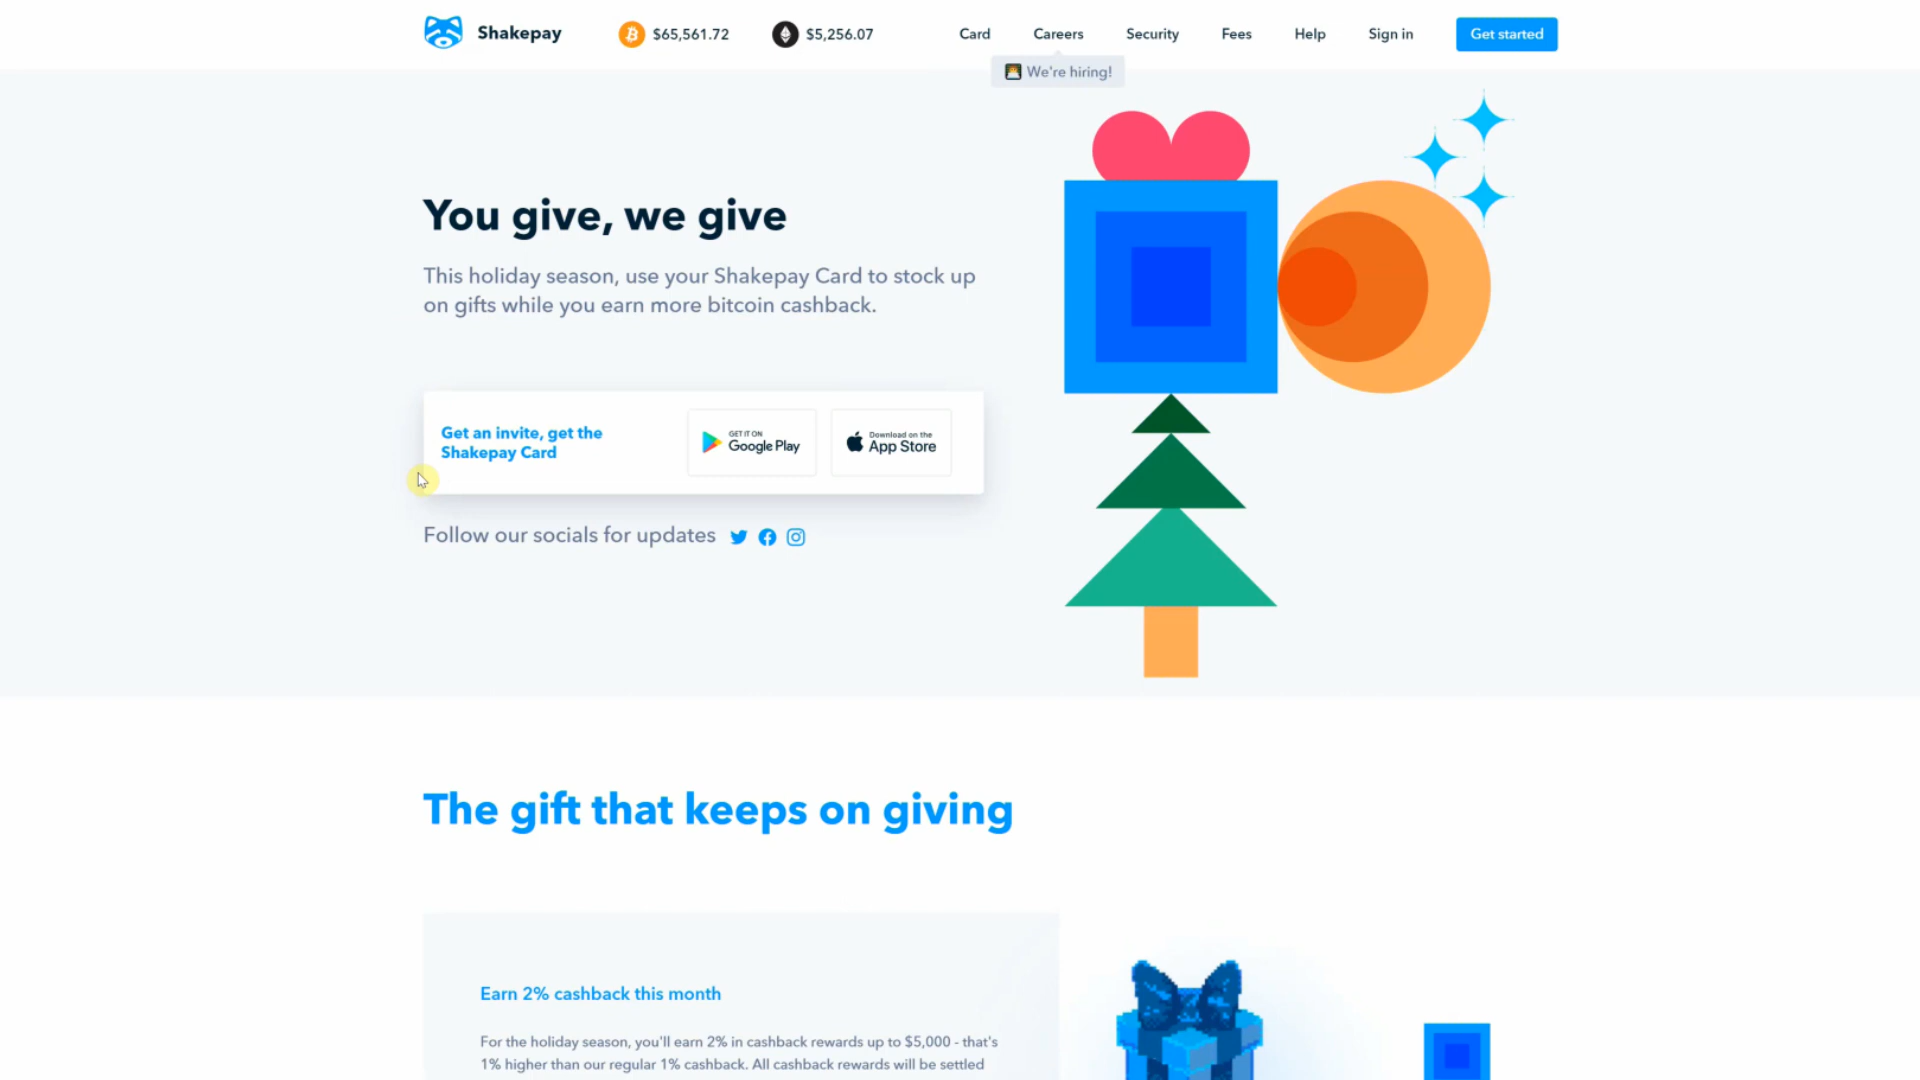 Shakepay
$65,561.72
$5,256.07
Card
Careers
Security
Fees
Help
Sign in
Get started
We're hiring!
You give, we give
This holiday season, use your Shakepay Card to stock up
on gifts while you earn more bitcoin cashback.
Get an invite, get the
Shakepay Card
GET IT ON
Google Play
Download on the
App Store
Follow our socials for updates
The gift that keeps on giving
Earn 2% cashback this month
For the holiday season, you'll earn 2% in cashback rewards up to $5,000 - that's
1% higher than our regular 1% cashback. All cashback rewards will be settled